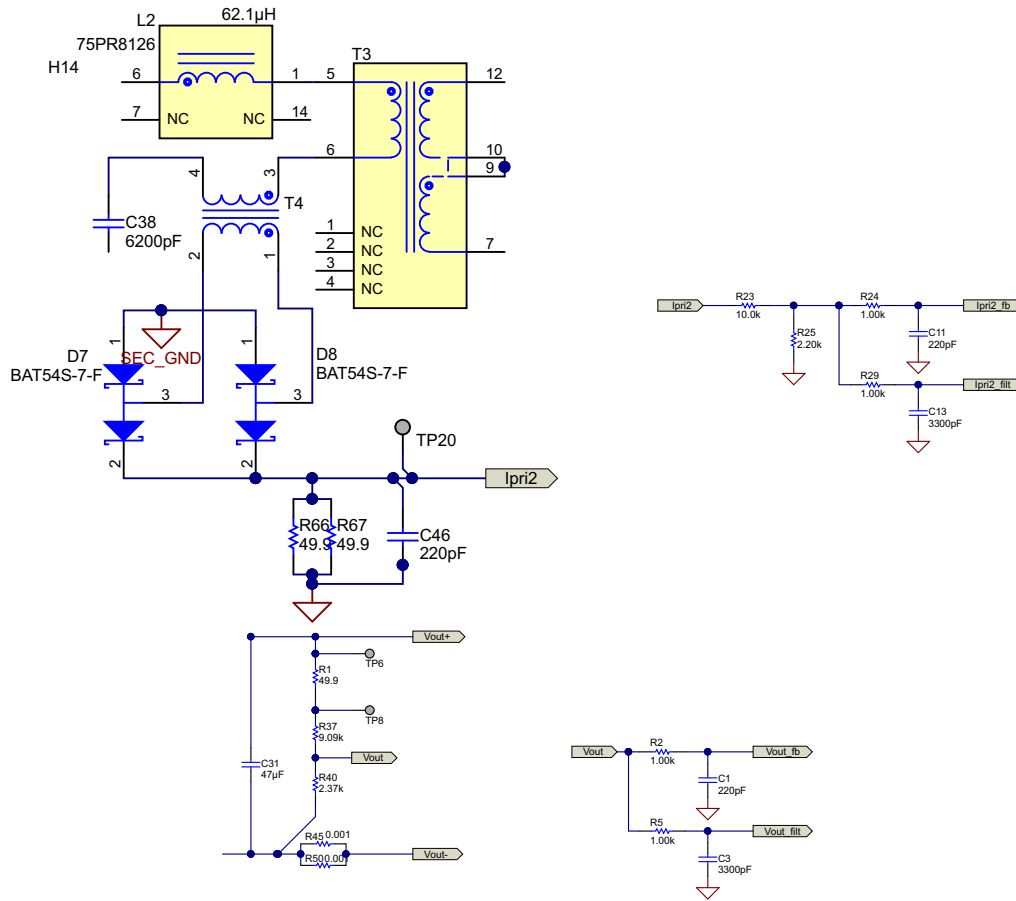 L2
62.1µH
75PR8126
H14
6
1
7
NC
NC
14
T3
5
12
6
10
9
7
1
NC
2
NC
3
NC
4
NC
4
3
T4
2
1
C38
6200pF
SEC_GND
D7
BAT54S-7-F
1
3
2
D8
BAT54S-7-F
1
3
2
TP20
Ipri2
R66
49.9
R67
49.9
C46
220pF
Ipri2
R23
10.0k
R25
2.20k
R24
1.00k
C11
220pF
Ipri2_fb
R29
1.00k
C13
3300pF
Ipri2_filt
Vout+
TP6
R1
49.9
TP8
R37
9.09k
Vout
C31
47µF
R40
2.37k
R45
0.001
R50
0.001
Vout-
Vout
R2
1.00k
C1
220pF
Vout_fb
R5
1.00k
C3
3300pF
Vout_filt